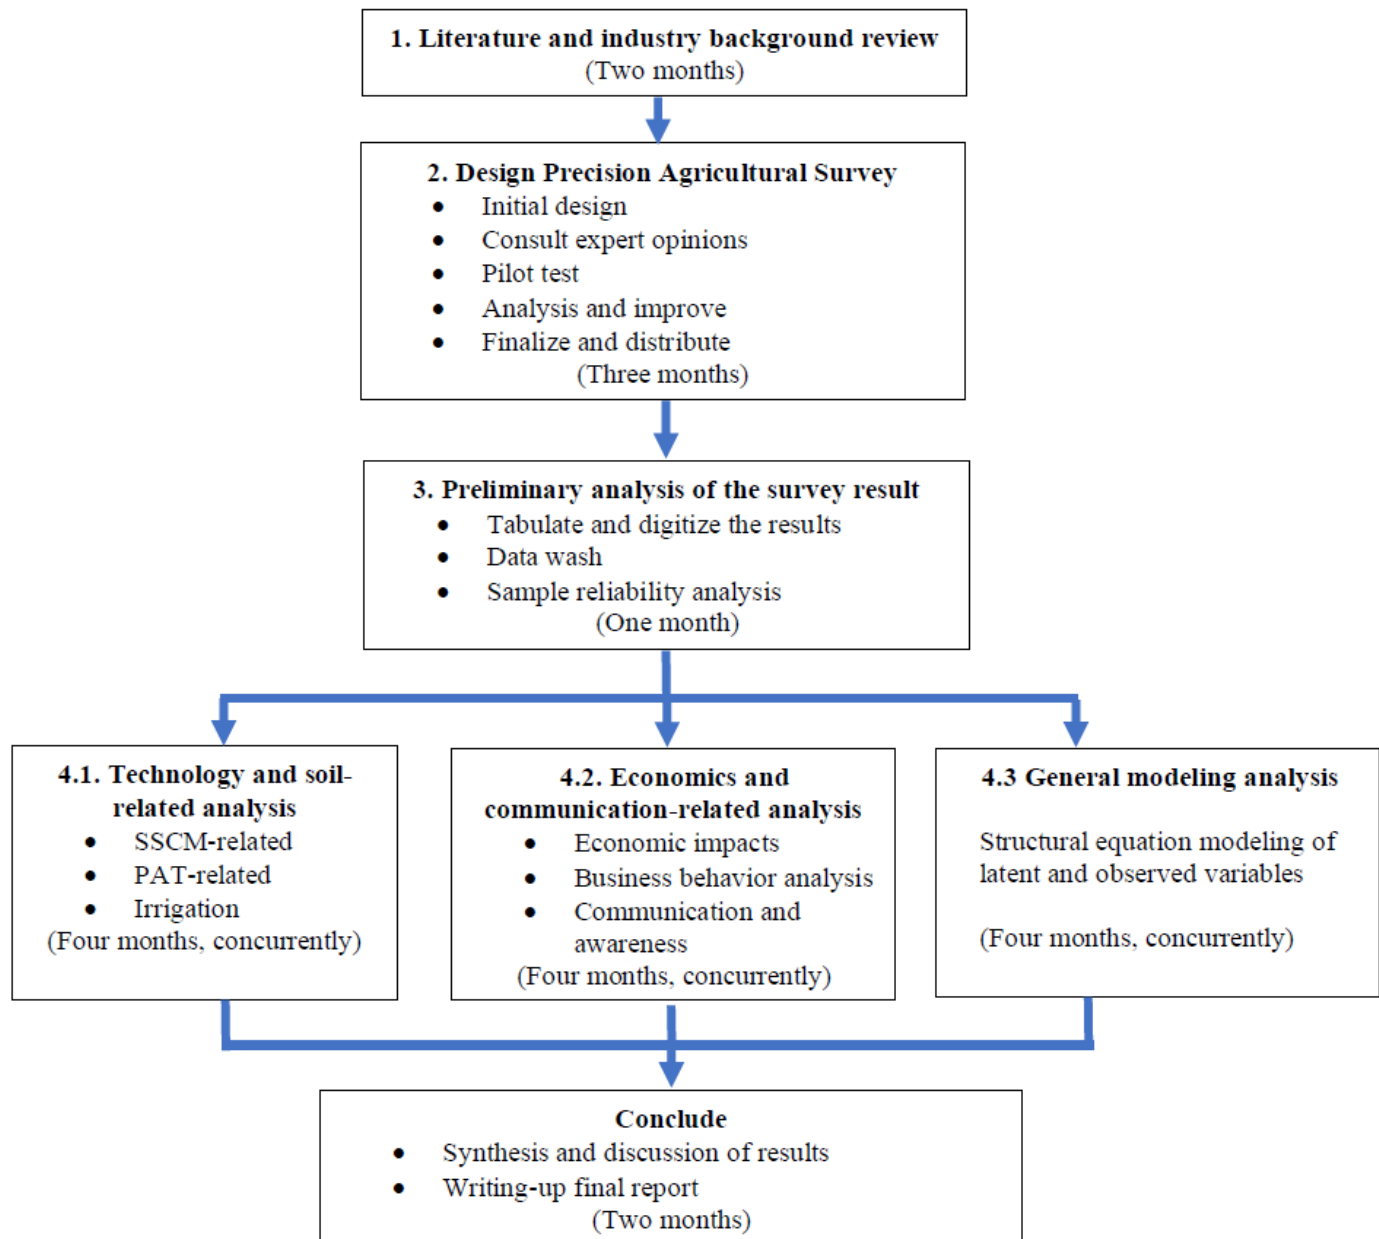 1. Literature and industry background review
(Two months)
2. Design Precision Agricultural Survey
• Initial design
• Consult expert opinions
• Pilot test
• Analysis and improve
• Finalize and distribute
(Three months)
3. Preliminary analysis of the survey result
• Tabulate and digitize the results
• Data wash
• Sample reliability analysis
(One month)
4.1. Technology and soil-
related analysis
• SSCM-related
• PAT-related
• Irrigation
(Four months, concurrently)
4.2. Economics and
communication-related analysis
• Economic impacts
• Business behavior analysis
• Communication and
awareness
(Four months, concurrently)
4.3 General modeling analysis
Structural equation modeling of
latent and observed variables
(Four months, concurrently)
Conclude
• Synthesis and discussion of results
• Writing-up final report
(Two months)